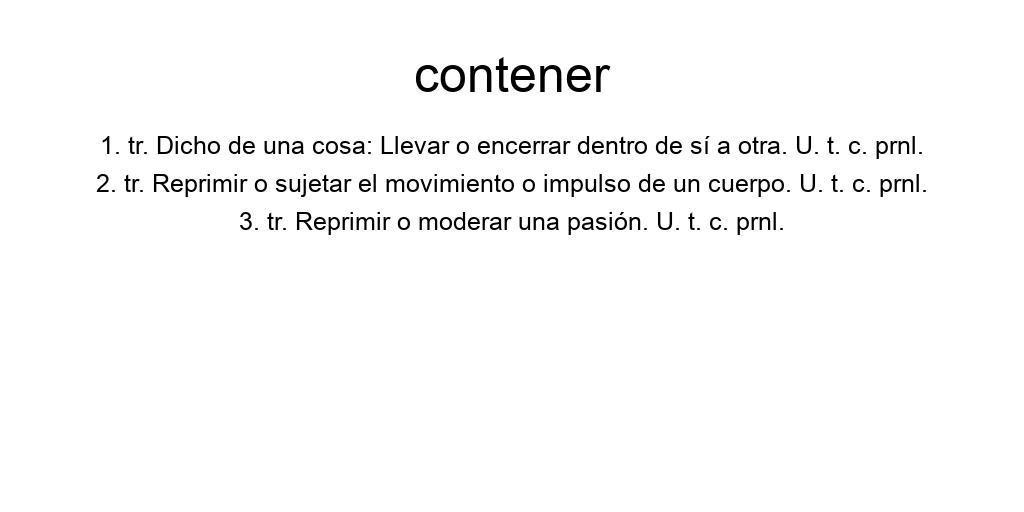 contener
1. tr. Dicho de una cosa: Llevar o encerrar dentro de sí a otra. U. t. c. prnl.
2. tr. Reprimir o sujetar el movimiento o impulso de un cuerpo. U. t. c. prnl.
3. tr. Reprimir o moderar una pasión. U. t. c. prnl.